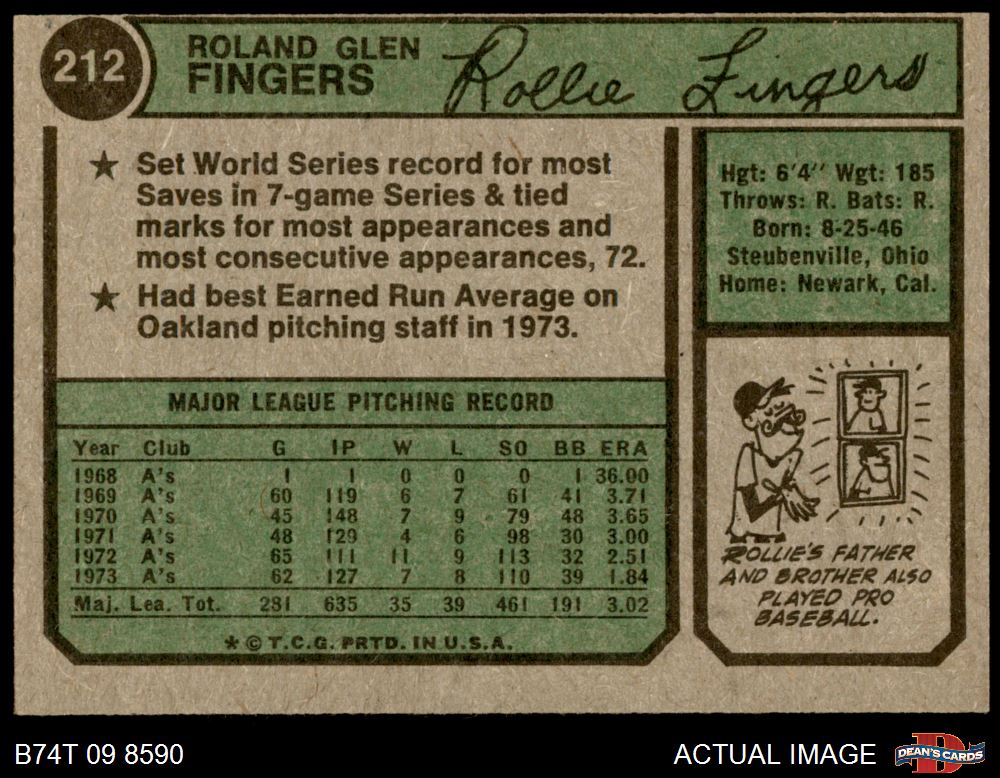 212
ROLAND GLEN
FINGERS
Rollie Fingers
★ Set World Series record for most
Saves in 7-game Series & tied
marks for most appearances and
most consecutive appearances, 72.
★ Had best Earned Run Average on
Oakland pitching staff in 1973.
Hgt: 6'4'' Wgt: 185
Throws: R. Bats: R.
Born: 8-25-46
Steubenville, Ohio
Home: Newark, Cal.
MAJOR LEAGUE PITCHING RECORD
Year Club G IP W L SO BB ERA
1968 A's 1 1 0 0 0 1 36.00
1969 A's 60 119 6 7 61 41 3.71
1970 A's 45 148 7 9 79 48 3.65
1971 A's 48 129 4 6 98 30 3.00
1972 A's 65 111 11 9 113 32 2.51
1973 A's 62 127 7 8 110 39 1.84
Maj. Lea. Tot. 281 635 35 39 461 191 3.02
* © T.C.G. PRTD. IN U.S.A.
ROLLIE'S FATHER
AND BROTHER ALSO
PLAYED PRO
BASEBALL.
B74T 09 8590
ACTUAL IMAGE
DEAN'S CARDS